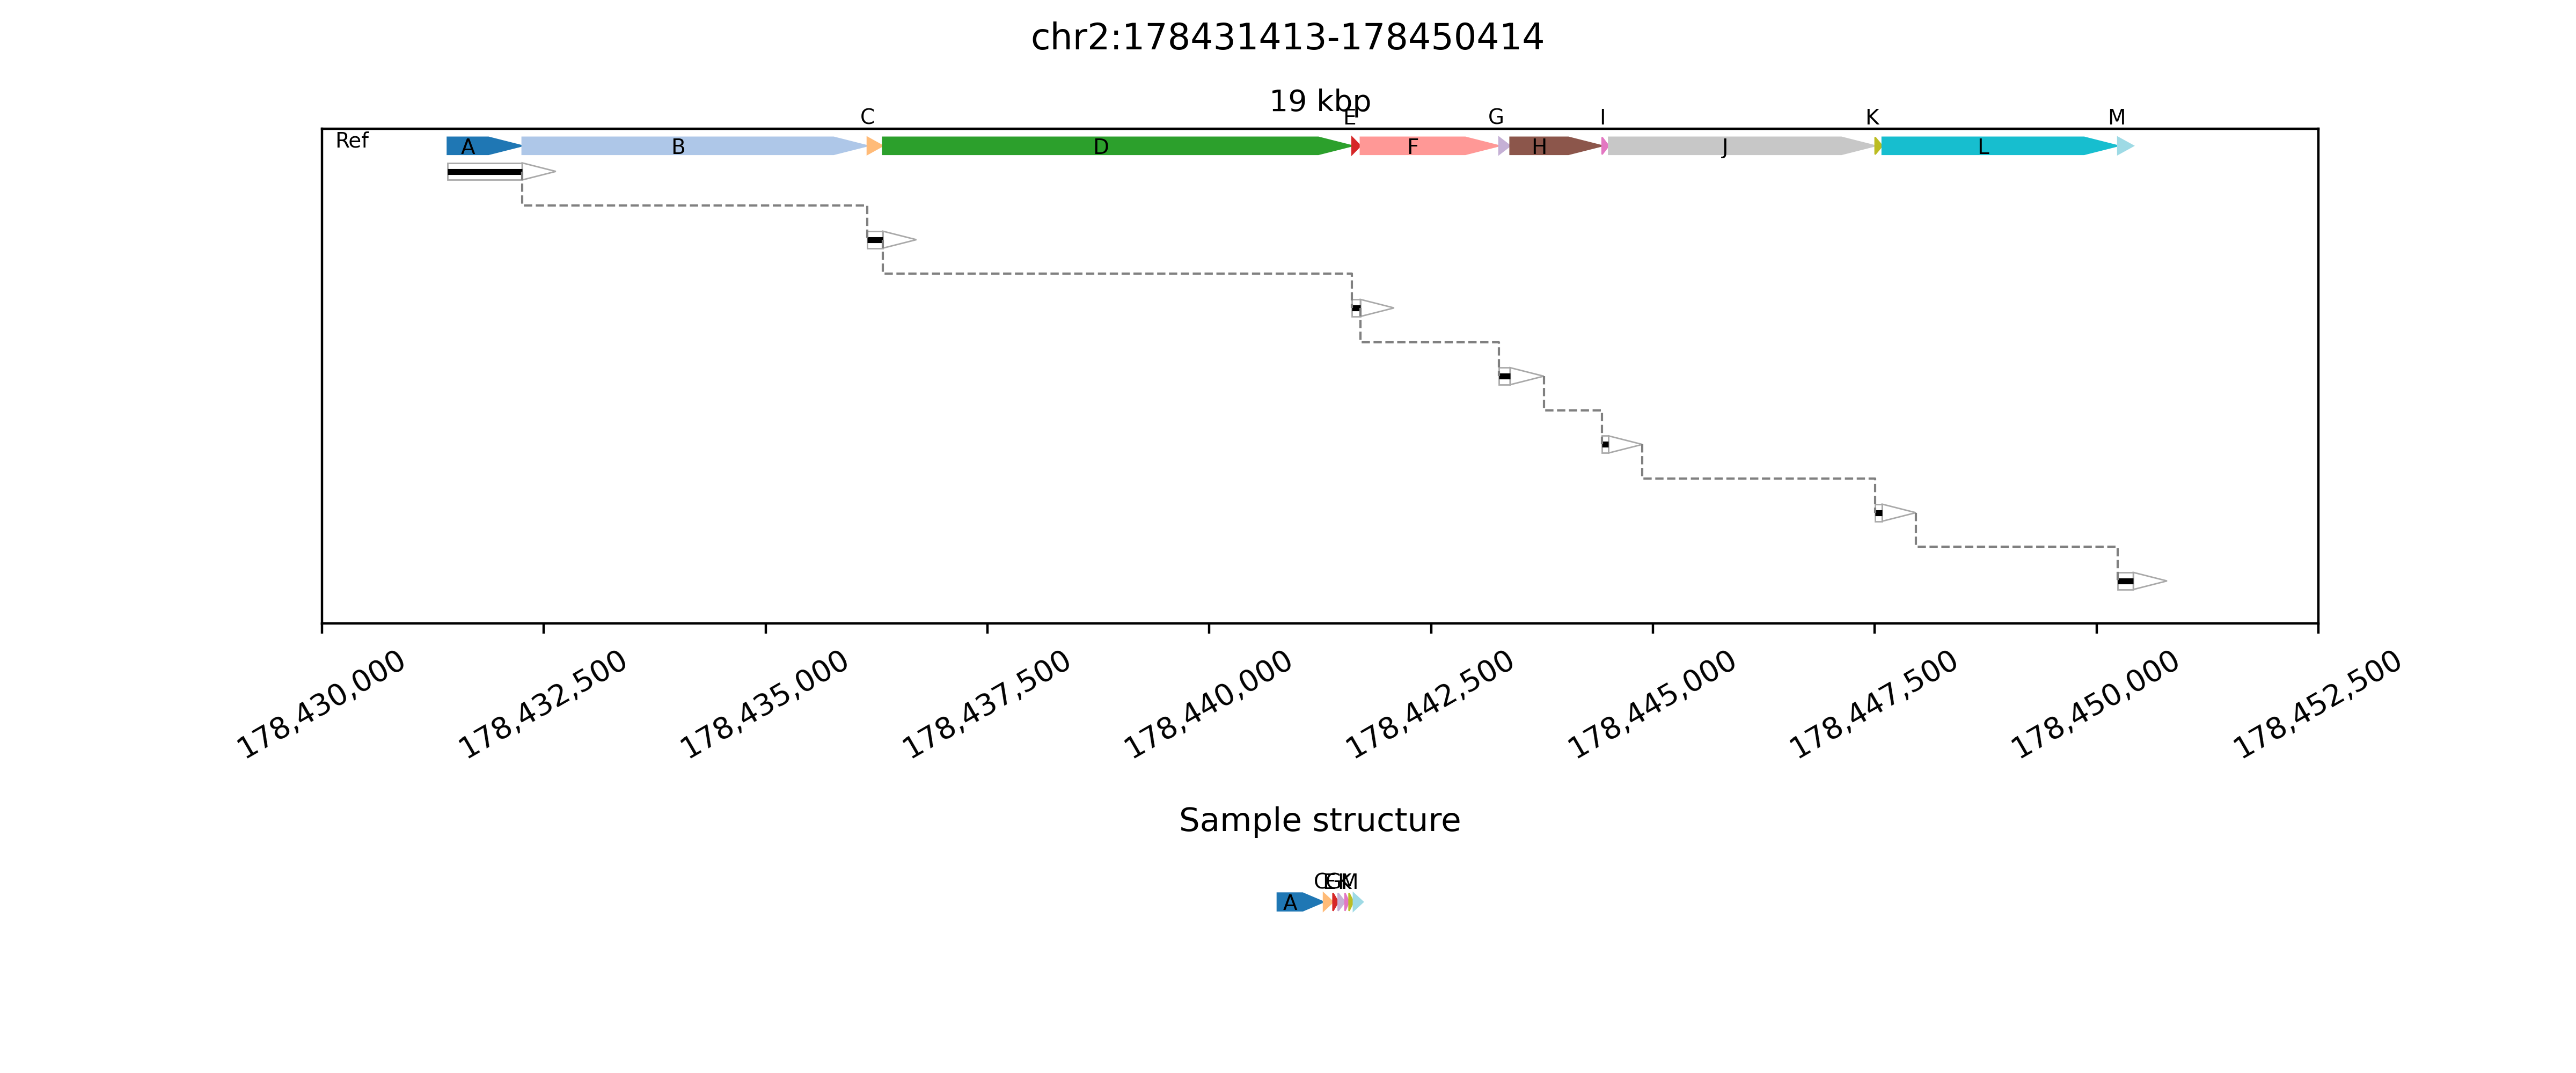 chr2:178431413-178450414
19 kbp
C E G I K M
Ref A B D F H J L
178,430,000 178,432,500 178,435,000 178,437,500 178,440,000 178,442,500 178,445,000 178,447,500 178,450,000 178,452,500
Sample structure
C E G I K M
A